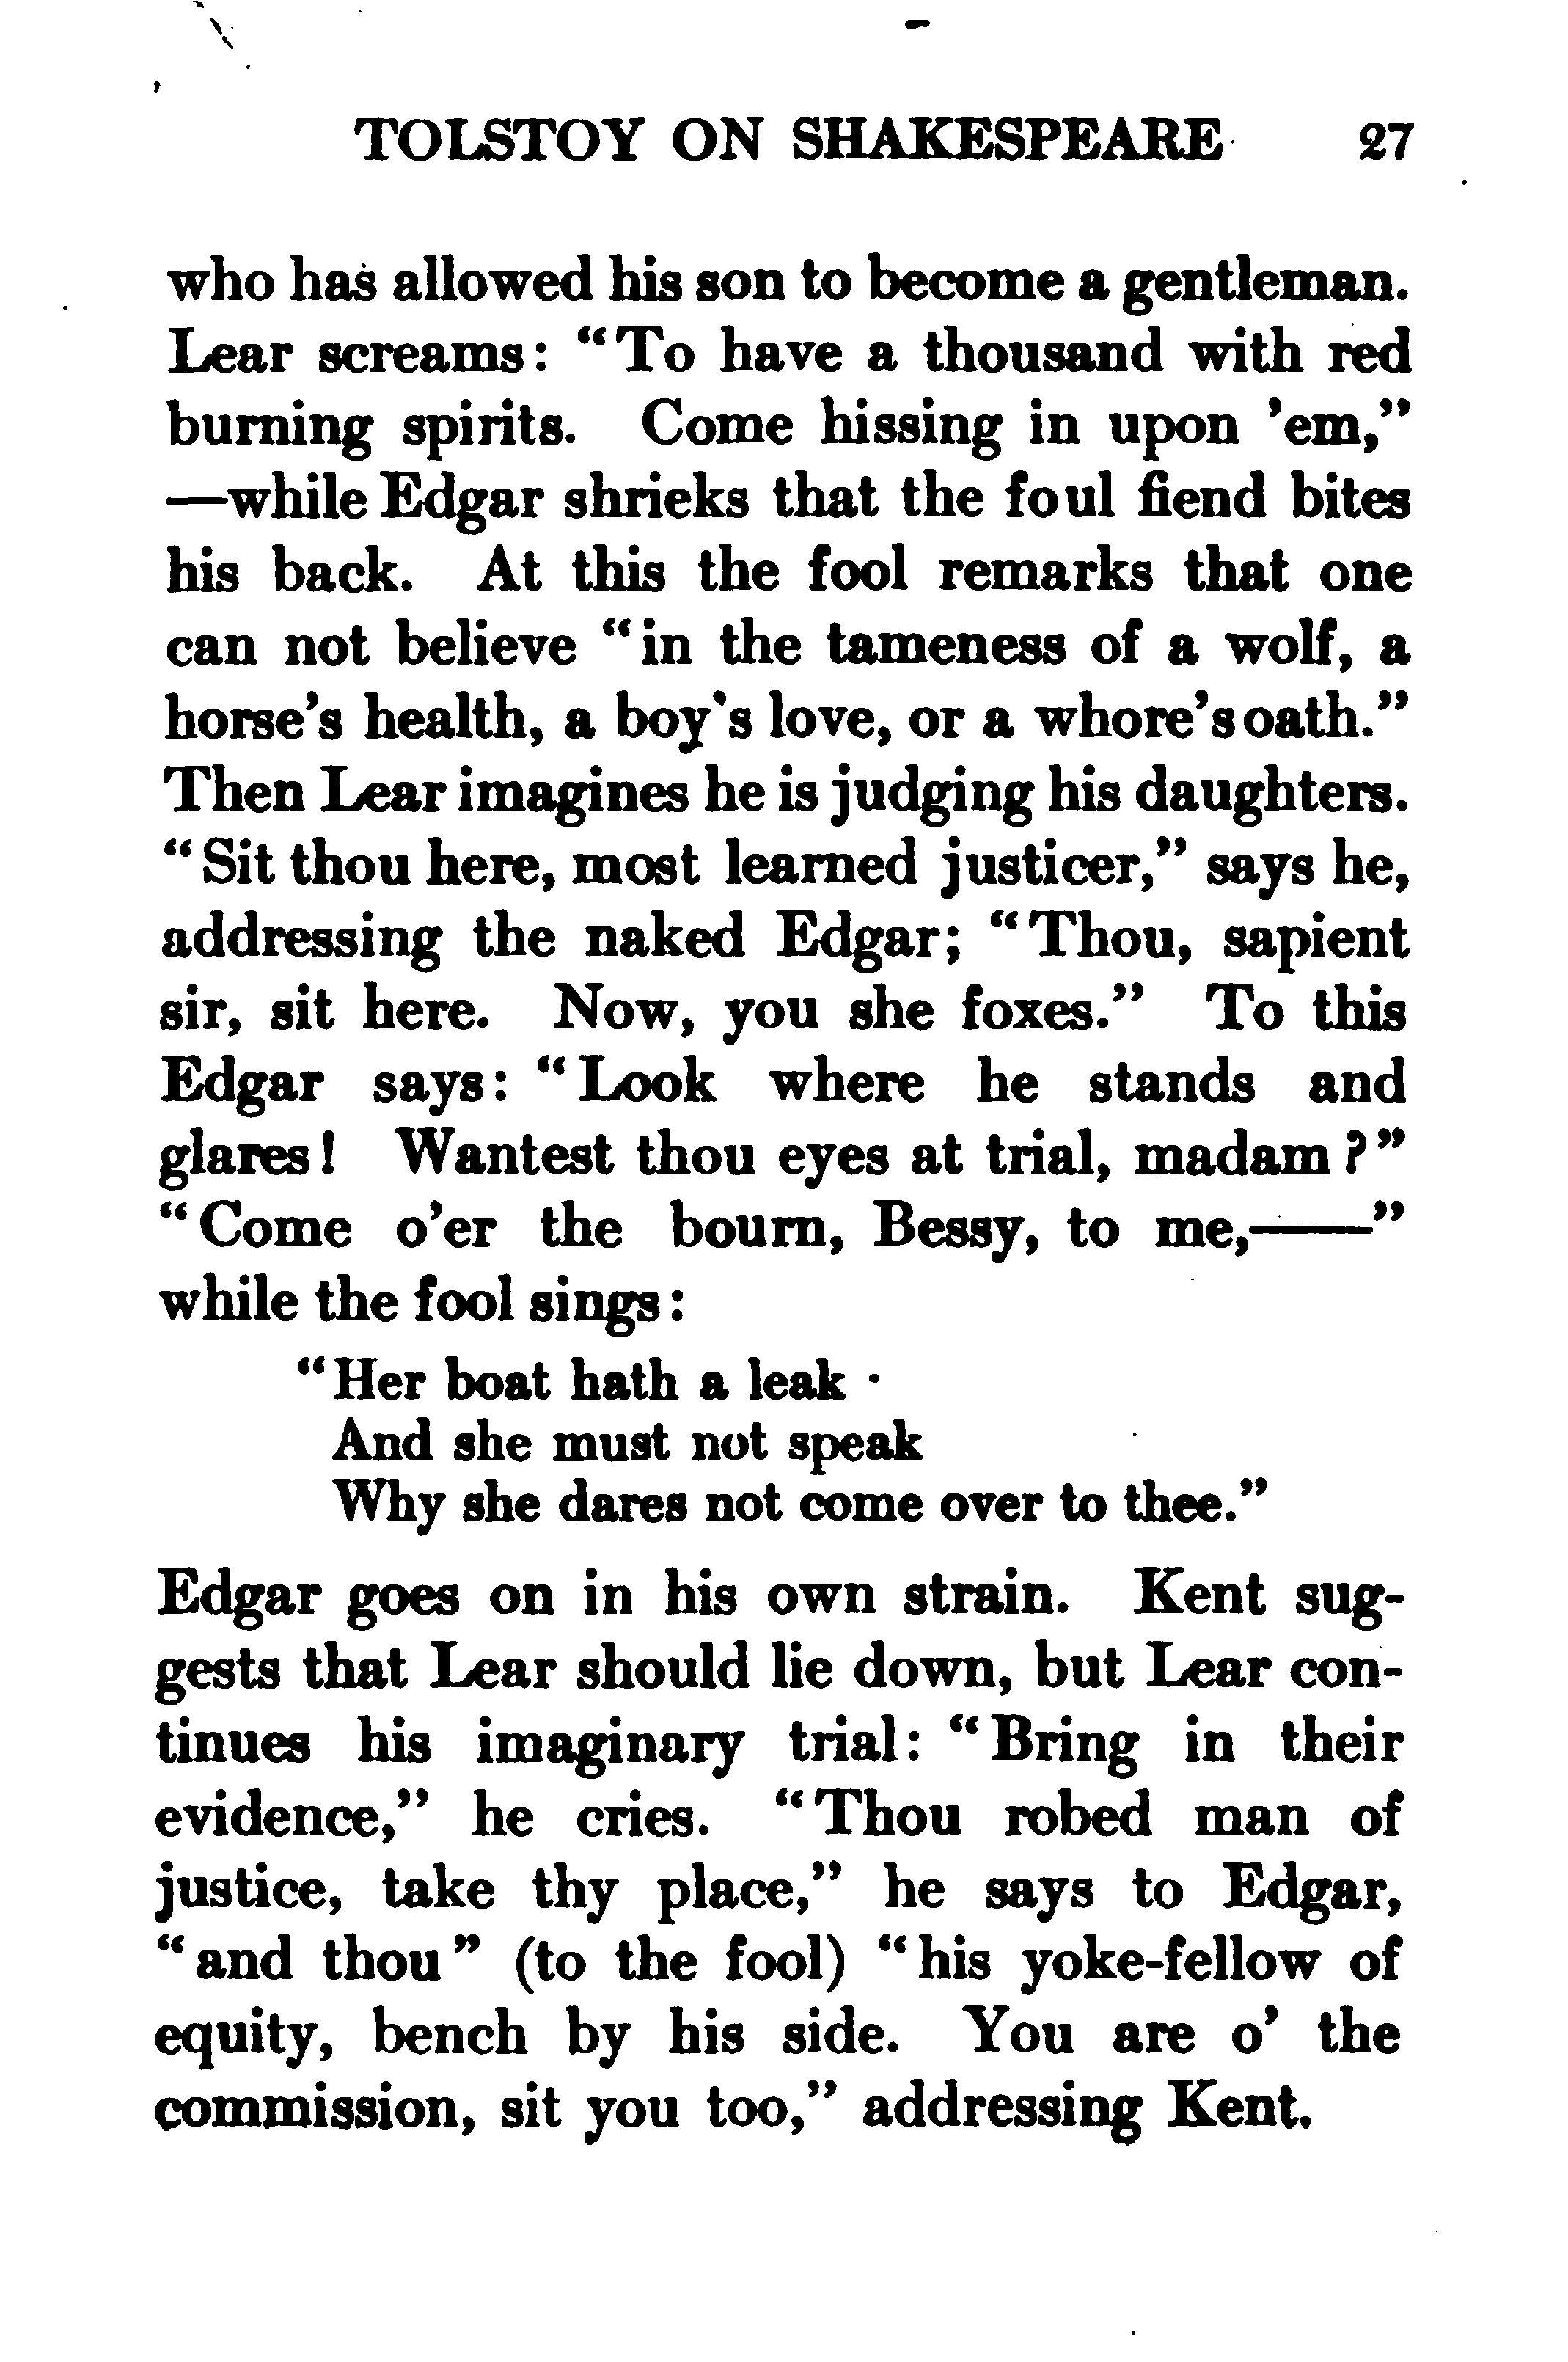 TOLSTOY ON SHAKESPEARE 27
who has allowed his son to become a gentleman.
Lear screams: "To have a thousand with red
burning spirits. Come hissing in upon 'em,"
—while Edgar shrieks that the foul fiend bites
his back. At this the fool remarks that one
can not believe "in the tameness of a wolf, a
horse's health, a boy's love, or a whore's oath."
Then Lear imagines he is judging his daughters.
"Sit thou here, most learned justicer," says he,
addressing the naked Edgar; "Thou, sapient
sir, sit here. Now, you she foxes." To this
Edgar says: "Look where he stands and
glares! Wantest thou eyes at trial, madam?"
"Come o'er the bourn, Bessy, to me,——"
while the fool sings:
"Her boat hath a leak
And she must not speak
Why she dares not come over to thee."
Edgar goes on in his own strain. Kent sug-
gests that Lear should lie down, but Lear con-
tinues his imaginary trial: "Bring in their
evidence," he cries. "Thou robed man of
justice, take thy place," he says to Edgar,
"and thou" (to the fool) "his yoke-fellow of
equity, bench by his side. You are o' the
commission, sit you too," addressing Kent.